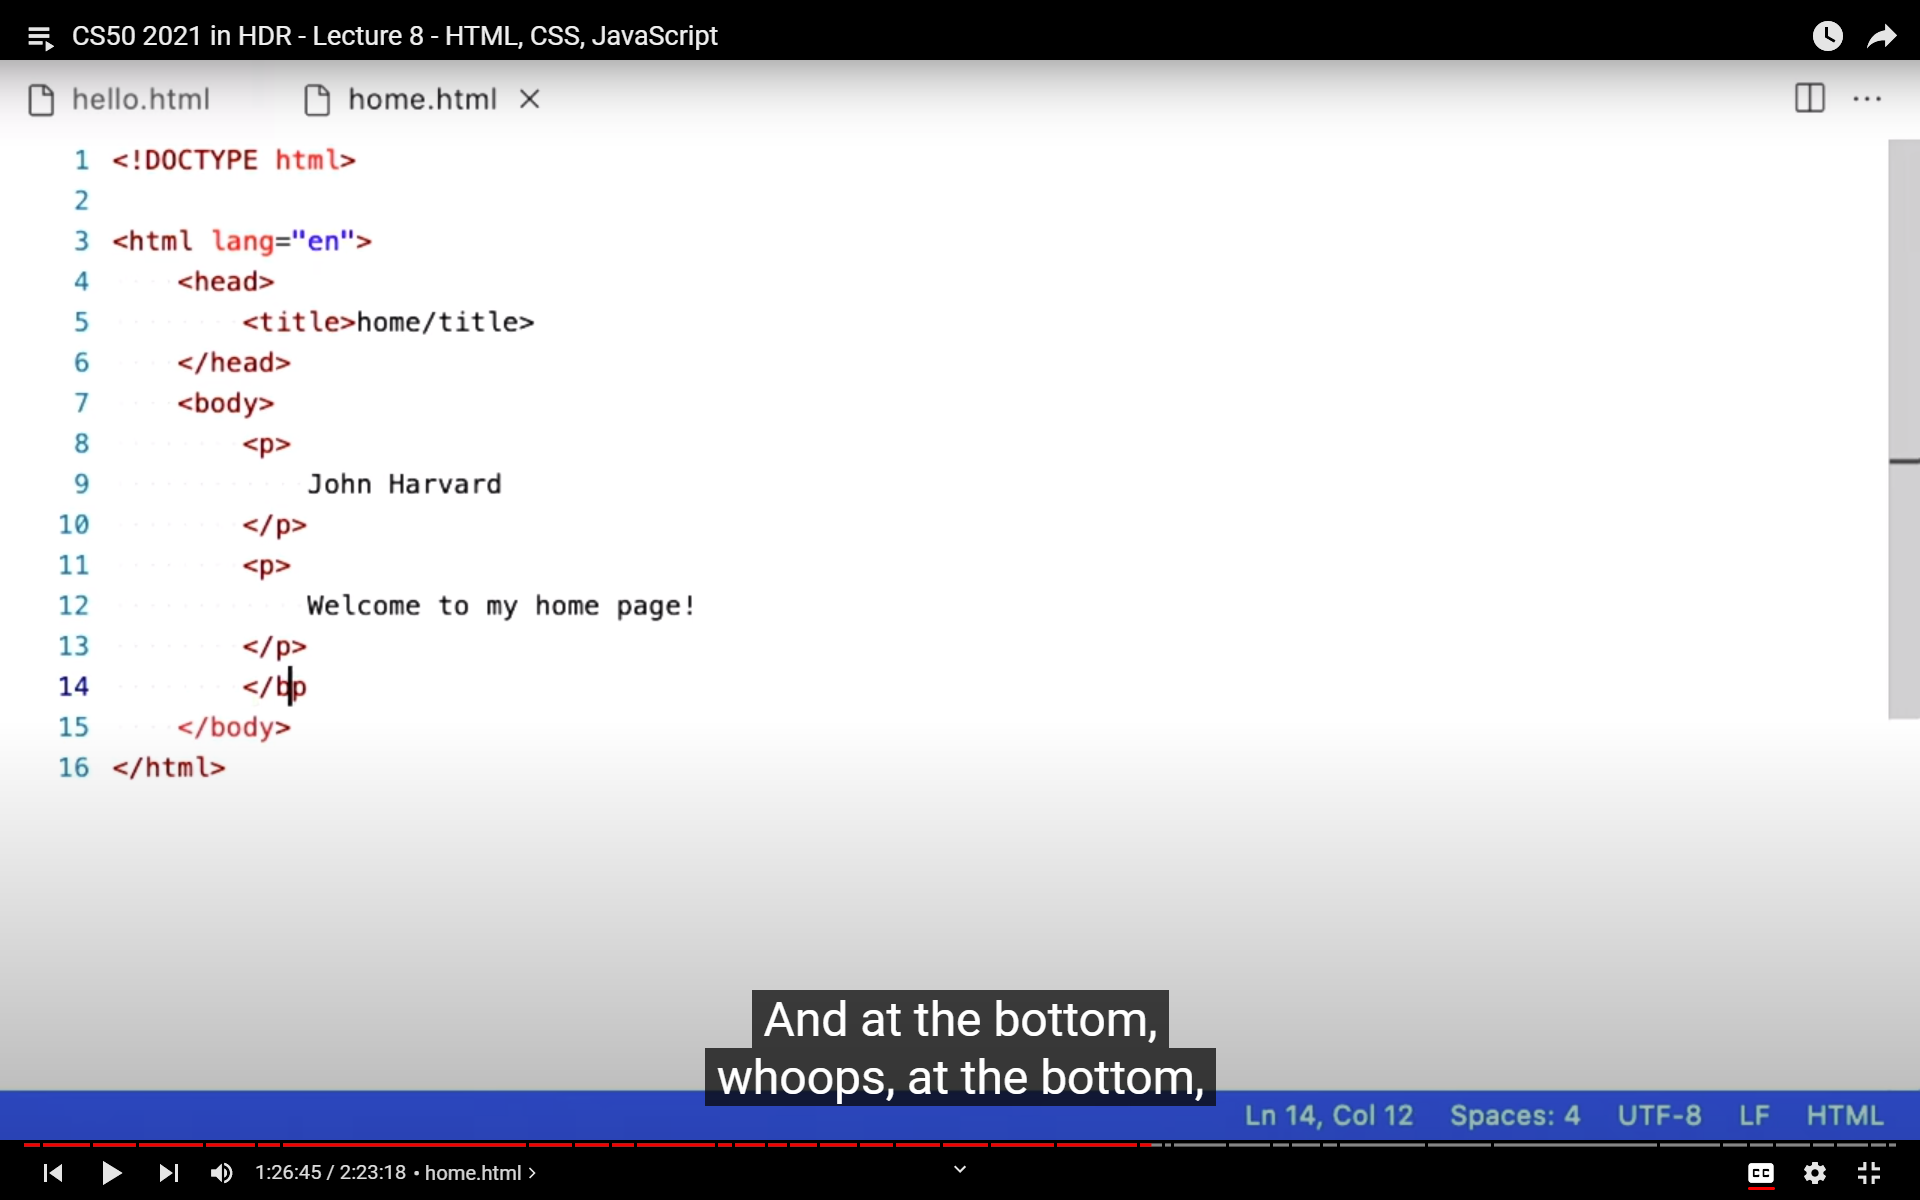 CS50 2021 in HDR - Lecture 8 - HTML, CSS, JavaScript
hello.html home.html
1 <!DOCTYPE html>
2
3 <html lang="en">
4 <head>
5 <title>home/title>
6 </head>
7 <body>
8 <p>
9 John Harvard
10 </p>
11 <p>
12 Welcome to my home page!
13 </p>
14 </bp
15 </body>
16 </html>
And at the bottom,
whoops, at the bottom,
Ln 14, Col 12 Spaces: 4 UTF-8 LF HTML
1:26:45 / 2:23:18 • home.html ›
CC